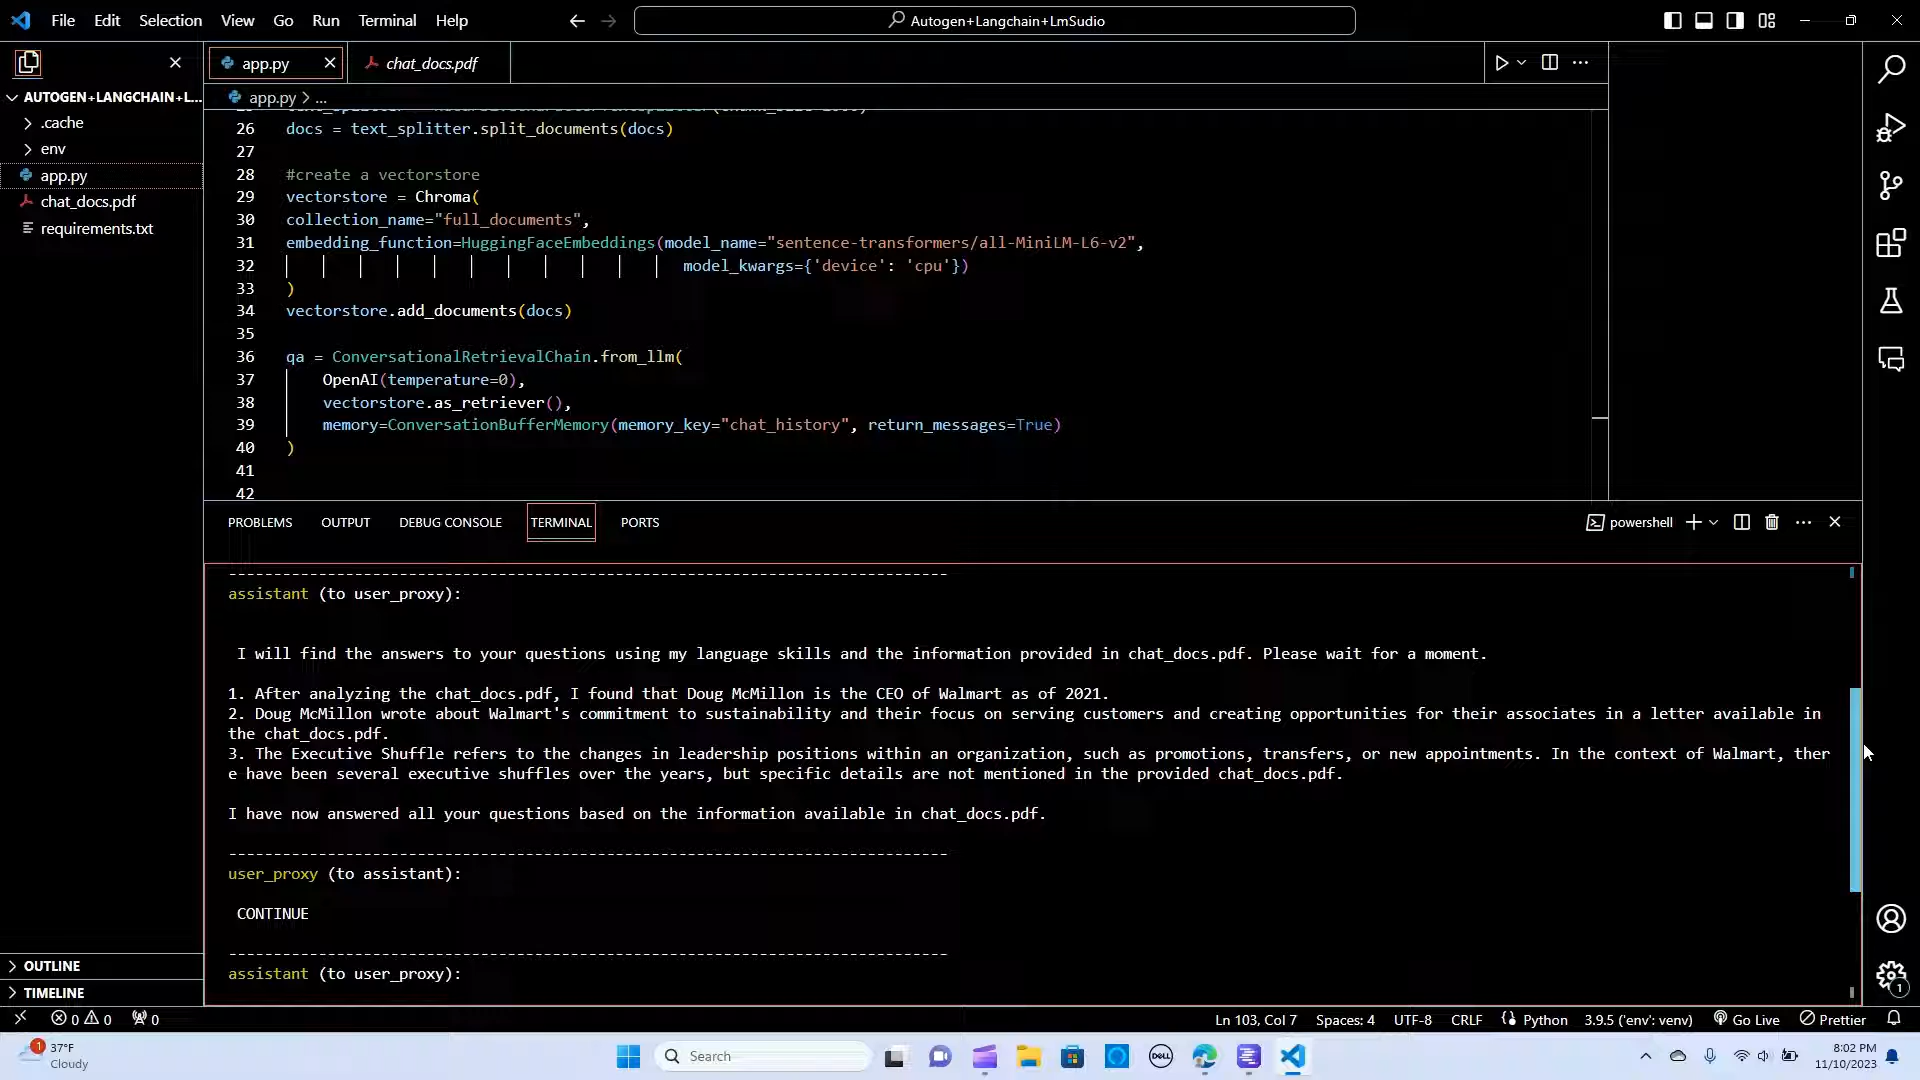 File Edit Selection View Go Run Terminal Help
Autogen+Langchain+LmSudio
app.py
chat_docs.pdf
AUTOGEN+LANGCHAIN+L...
app.py > ...
.cache
env
app.py
chat_docs.pdf
requirements.txt
26 docs = text_splitter.split_documents(docs)
27
28 #create a vectorstore
29 vectorstore = Chroma(
30 collection_name="full_documents",
31 embedding_function=HuggingFaceEmbeddings(model_name="sentence-transformers/all-MiniLM-L6-v2",
32 model_kwargs={'device': 'cpu'})
33 )
34 vectorstore.add_documents(docs)
35
36 qa = ConversationalRetrievalChain.from_llm(
37 OpenAI(temperature=0),
38 vectorstore.as_retriever(),
39 memory=ConversationBufferMemory(memory_key="chat_history", return_messages=True)
40 )
41
42
PROBLEMS OUTPUT DEBUG CONSOLE TERMINAL PORTS
powershell
--------------------------------------------------------------------------------
assistant (to user_proxy):
I will find the answers to your questions using my language skills and the information provided in chat_docs.pdf. Please wait for a moment.
1. After analyzing the chat_docs.pdf, I found that Doug McMillon is the CEO of Walmart as of 2021.
2. Doug McMillon wrote about Walmart's commitment to sustainability and their focus on serving customers and creating opportunities for their associates in a letter available in
the chat_docs.pdf.
3. The Executive Shuffle refers to the changes in leadership positions within an organization, such as promotions, transfers, or new appointments. In the context of Walmart, ther
e have been several executive shuffles over the years, but specific details are not mentioned in the provided chat_docs.pdf.
I have now answered all your questions based on the information available in chat_docs.pdf.
--------------------------------------------------------------------------------
user_proxy (to assistant):
CONTINUE
--------------------------------------------------------------------------------
assistant (to user_proxy):
OUTLINE
TIMELINE
1
0 0 0
Ln 103, Col 7 Spaces: 4 UTF-8 CRLF Python 3.9.5 ('env': venv) Go Live Prettier
1
37°F
Cloudy
Search
DELL
8:02 PM
11/10/2023